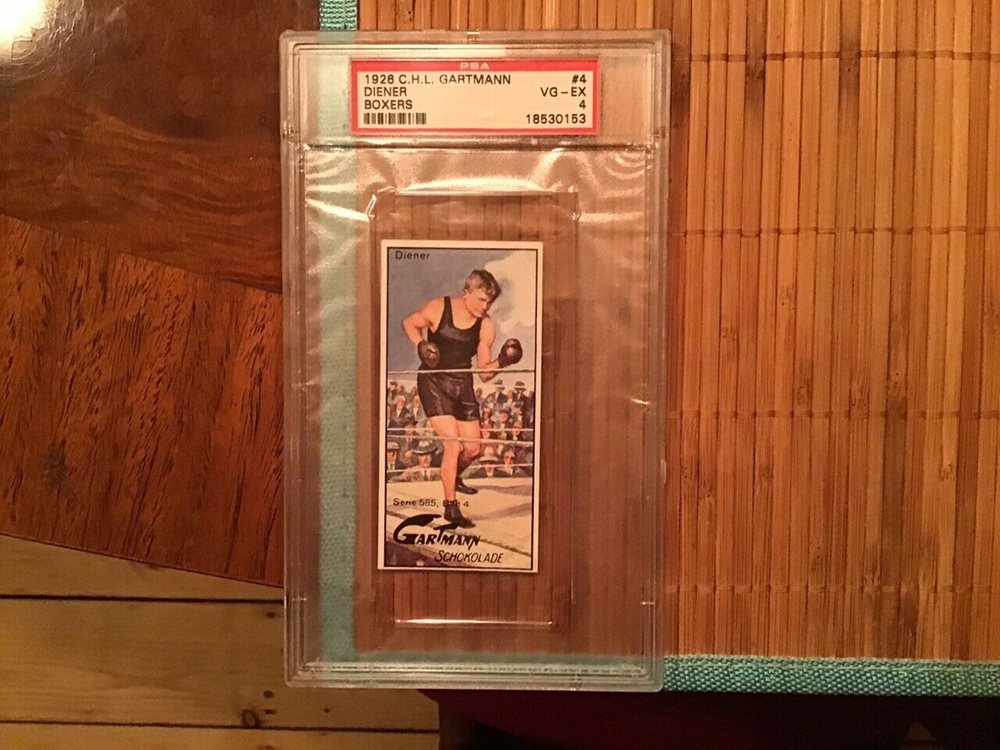 PSA
1926 C.H.L. GARTMANN #4
DIENER VG-EX
BOXERS 4
18530153
Diener
Serie 585, Bild 4
GARTMANN
SCHOKOLADE